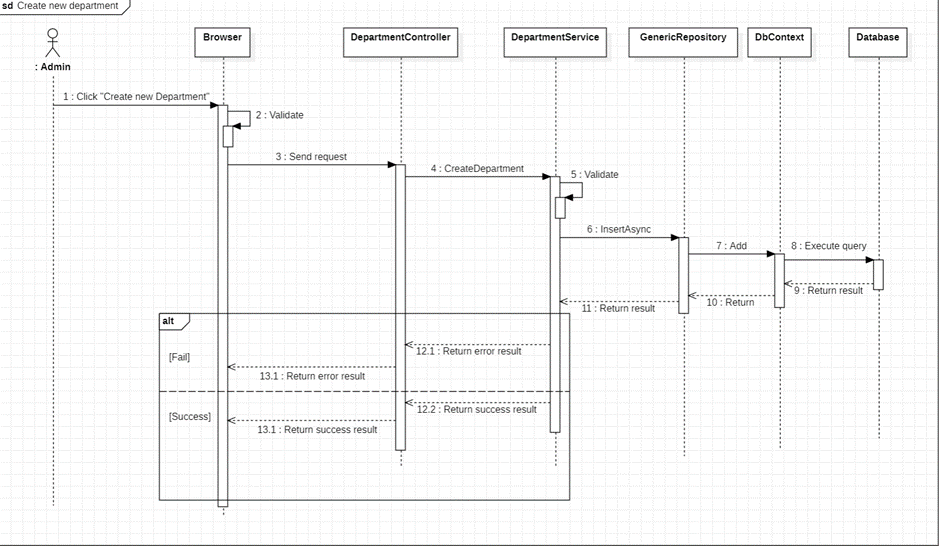 sd Create new department
Browser
DepartmentController
DepartmentService
GenericRepository
DbContext
Database
: Admin
1 : Click "Create new Department"
2 : Validate
3 : Send request
4 : CreateDepartment
5 : Validate
6 : InsertAsync
7 : Add
8 : Execute query
9 : Return result
10 : Return
11 : Return result
alt
12.1 : Return error result
[Fail]
13.1 : Return error result
12.2 : Return success result
[Success]
13.1 : Return success result